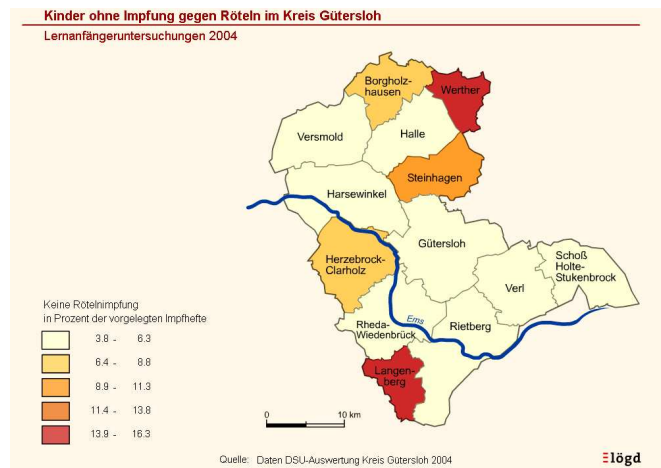 Kinder ohne Impfung gegen Röteln im Kreis Gütersloh
Lernanfängeruntersuchungen 2004
Borgholz-
hausen
Werther
Versmold
Halle
Steinhagen
Harsewinkel
Gütersloh
Herzebrock-
Clarholz
Schoß
Holte-
Stukenbrock
Verl
Ems
Rheda-
Wiedenbrück
Rietberg
Langen-
berg
Keine Rötelnimpfung
in Prozent der vorgelegten Impfhefte
3.8 - 6.3
6.4 - 8.8
8.9 - 11.3
11.4 - 13.8
13.9 - 16.3
0 10 km
Quelle: Daten DSU-Auswertung Kreis Gütersloh 2004
lögd